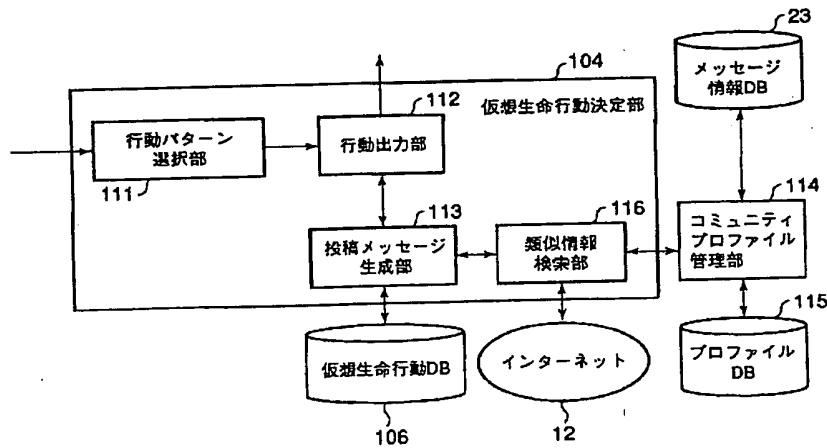 23
メッセージ
情報DB
104
112
仮想生命行動決定部
行動パターン
選択部
111
行動出力部
113
投稿メッセージ
生成部
116
類似情報
検索部
114
コミュニティ
プロファイル
管理部
115
プロファイル
DB
仮想生命行動DB
106
インターネット
12